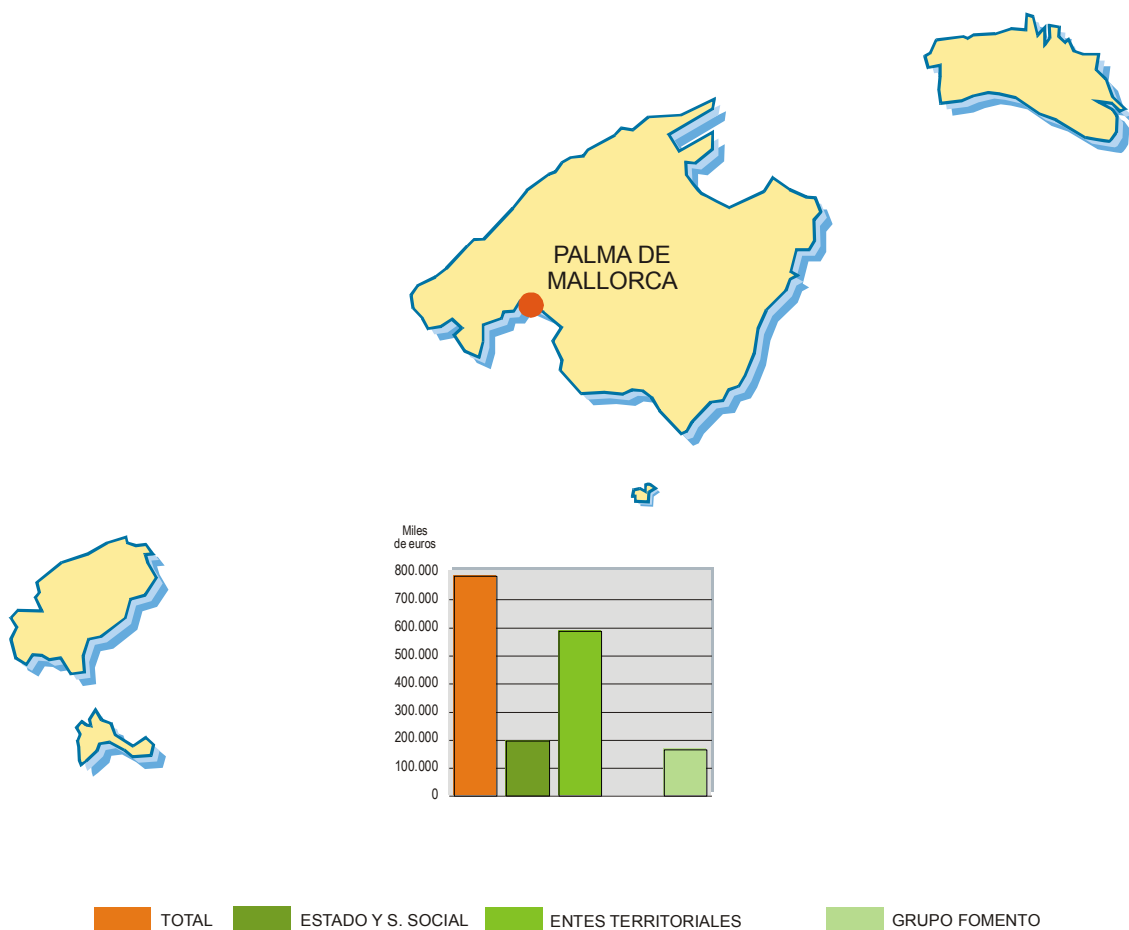 PALMA DE
MALLORCA
Miles
de euros
800.000
700.000
600.000
500.000
400.000
300.000
200.000
100.000
0
TOTAL
ESTADO Y S. SOCIAL
ENTES TERRITORIALES
GRUPO FOMENTO